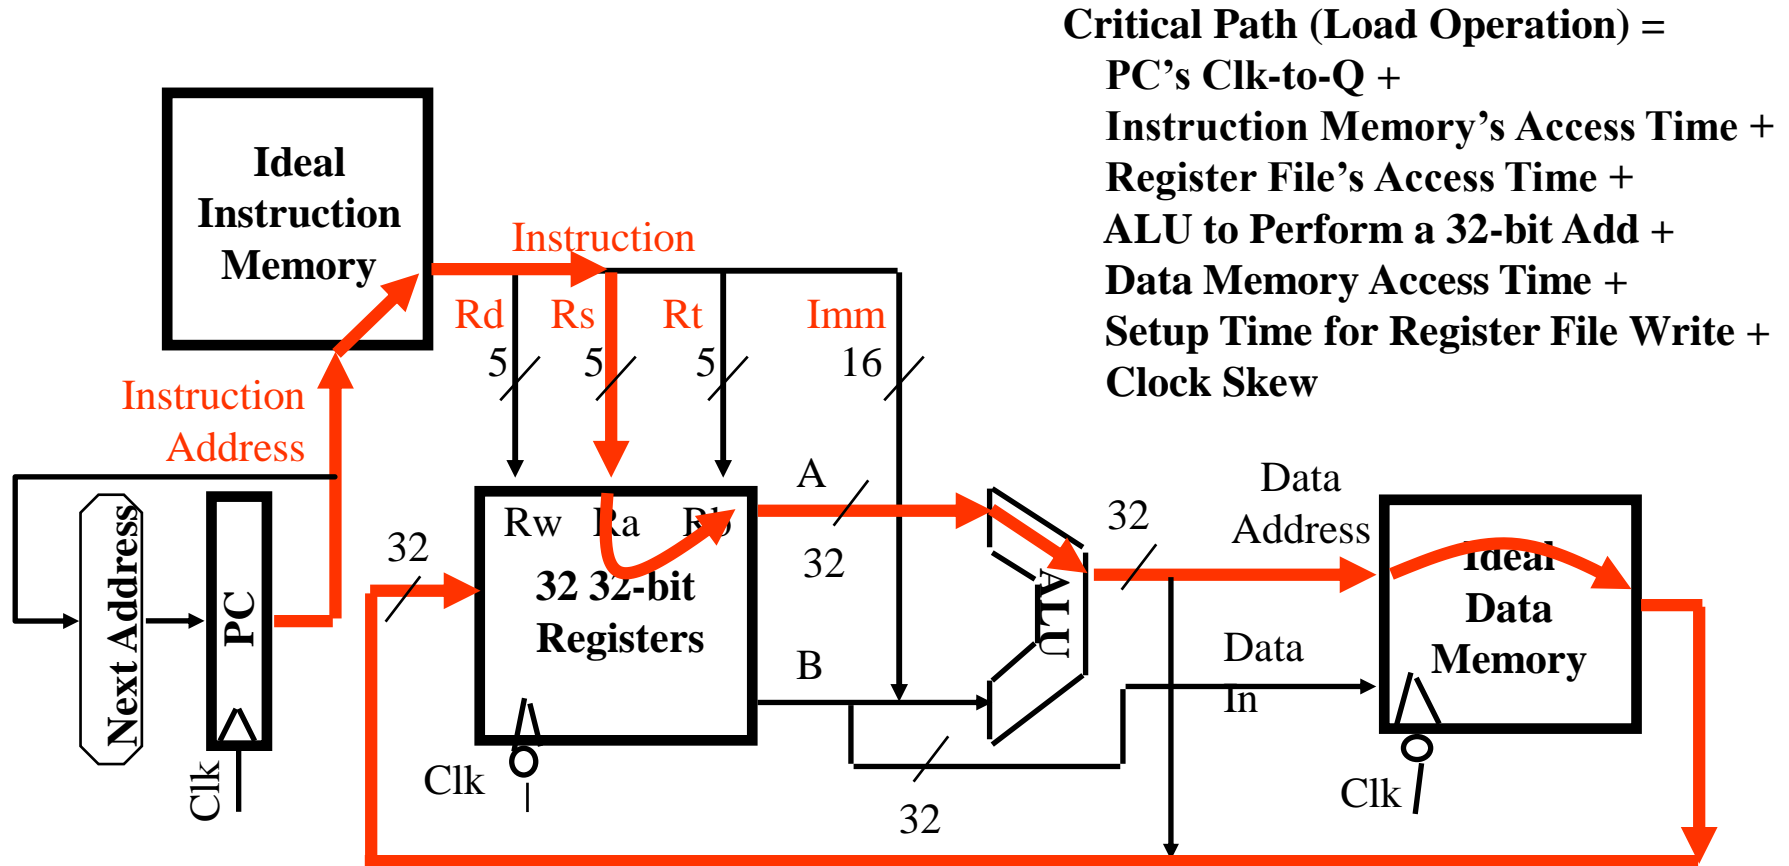 Critical Path (Load Operation) =
PC’s Clk-to-Q +
Instruction Memory’s Access Time +
Register File’s Access Time +
ALU to Perform a 32-bit Add +
Data Memory Access Time +
Setup Time for Register File Write +
Clock Skew
Ideal
Instruction
Memory
Instruction
Rd
Rs
Rt
Imm
5
5
5
16
Instruction
Address
Next Address
PC
Clk
32
Rw
Ra
Rb
32 32-bit
Registers
Clk
A
32
B
32
ALU
32
Data
Address
Data
In
Ideal
Data
Memory
Clk